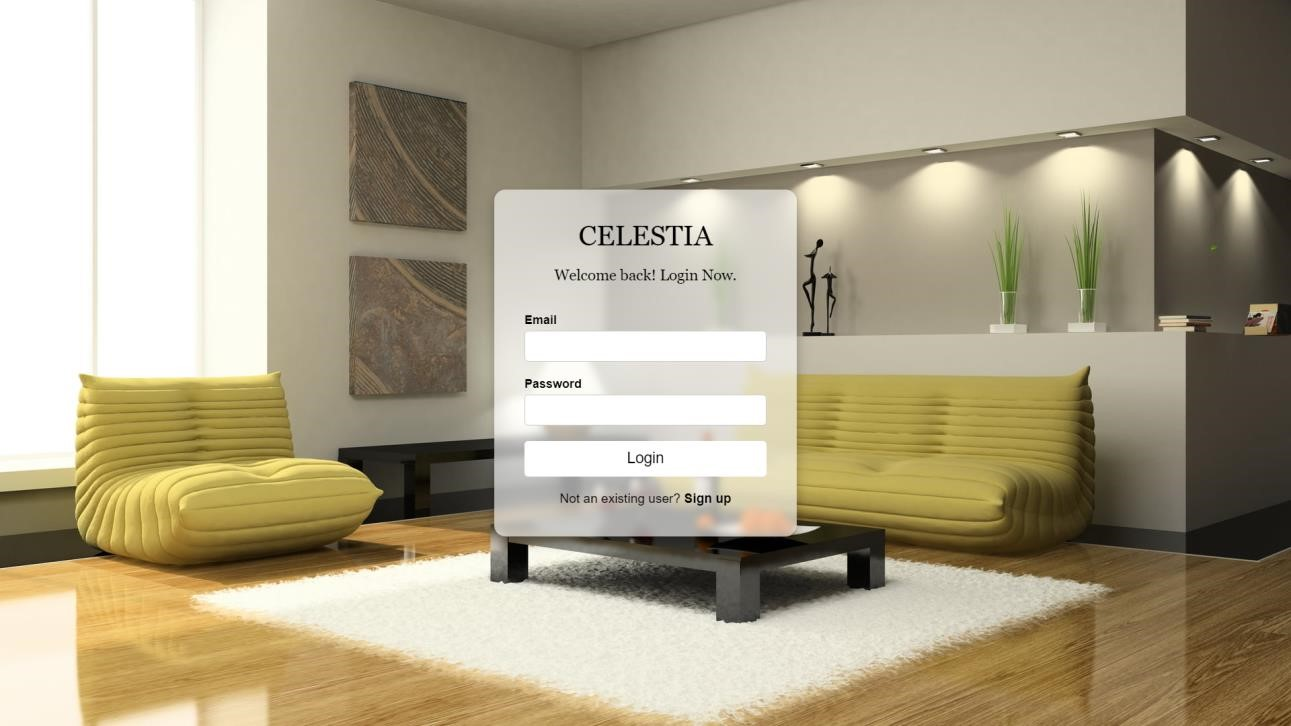 CELESTIA
Welcome back! Login Now.
Email
Password
Login
Not an existing user? Sign up